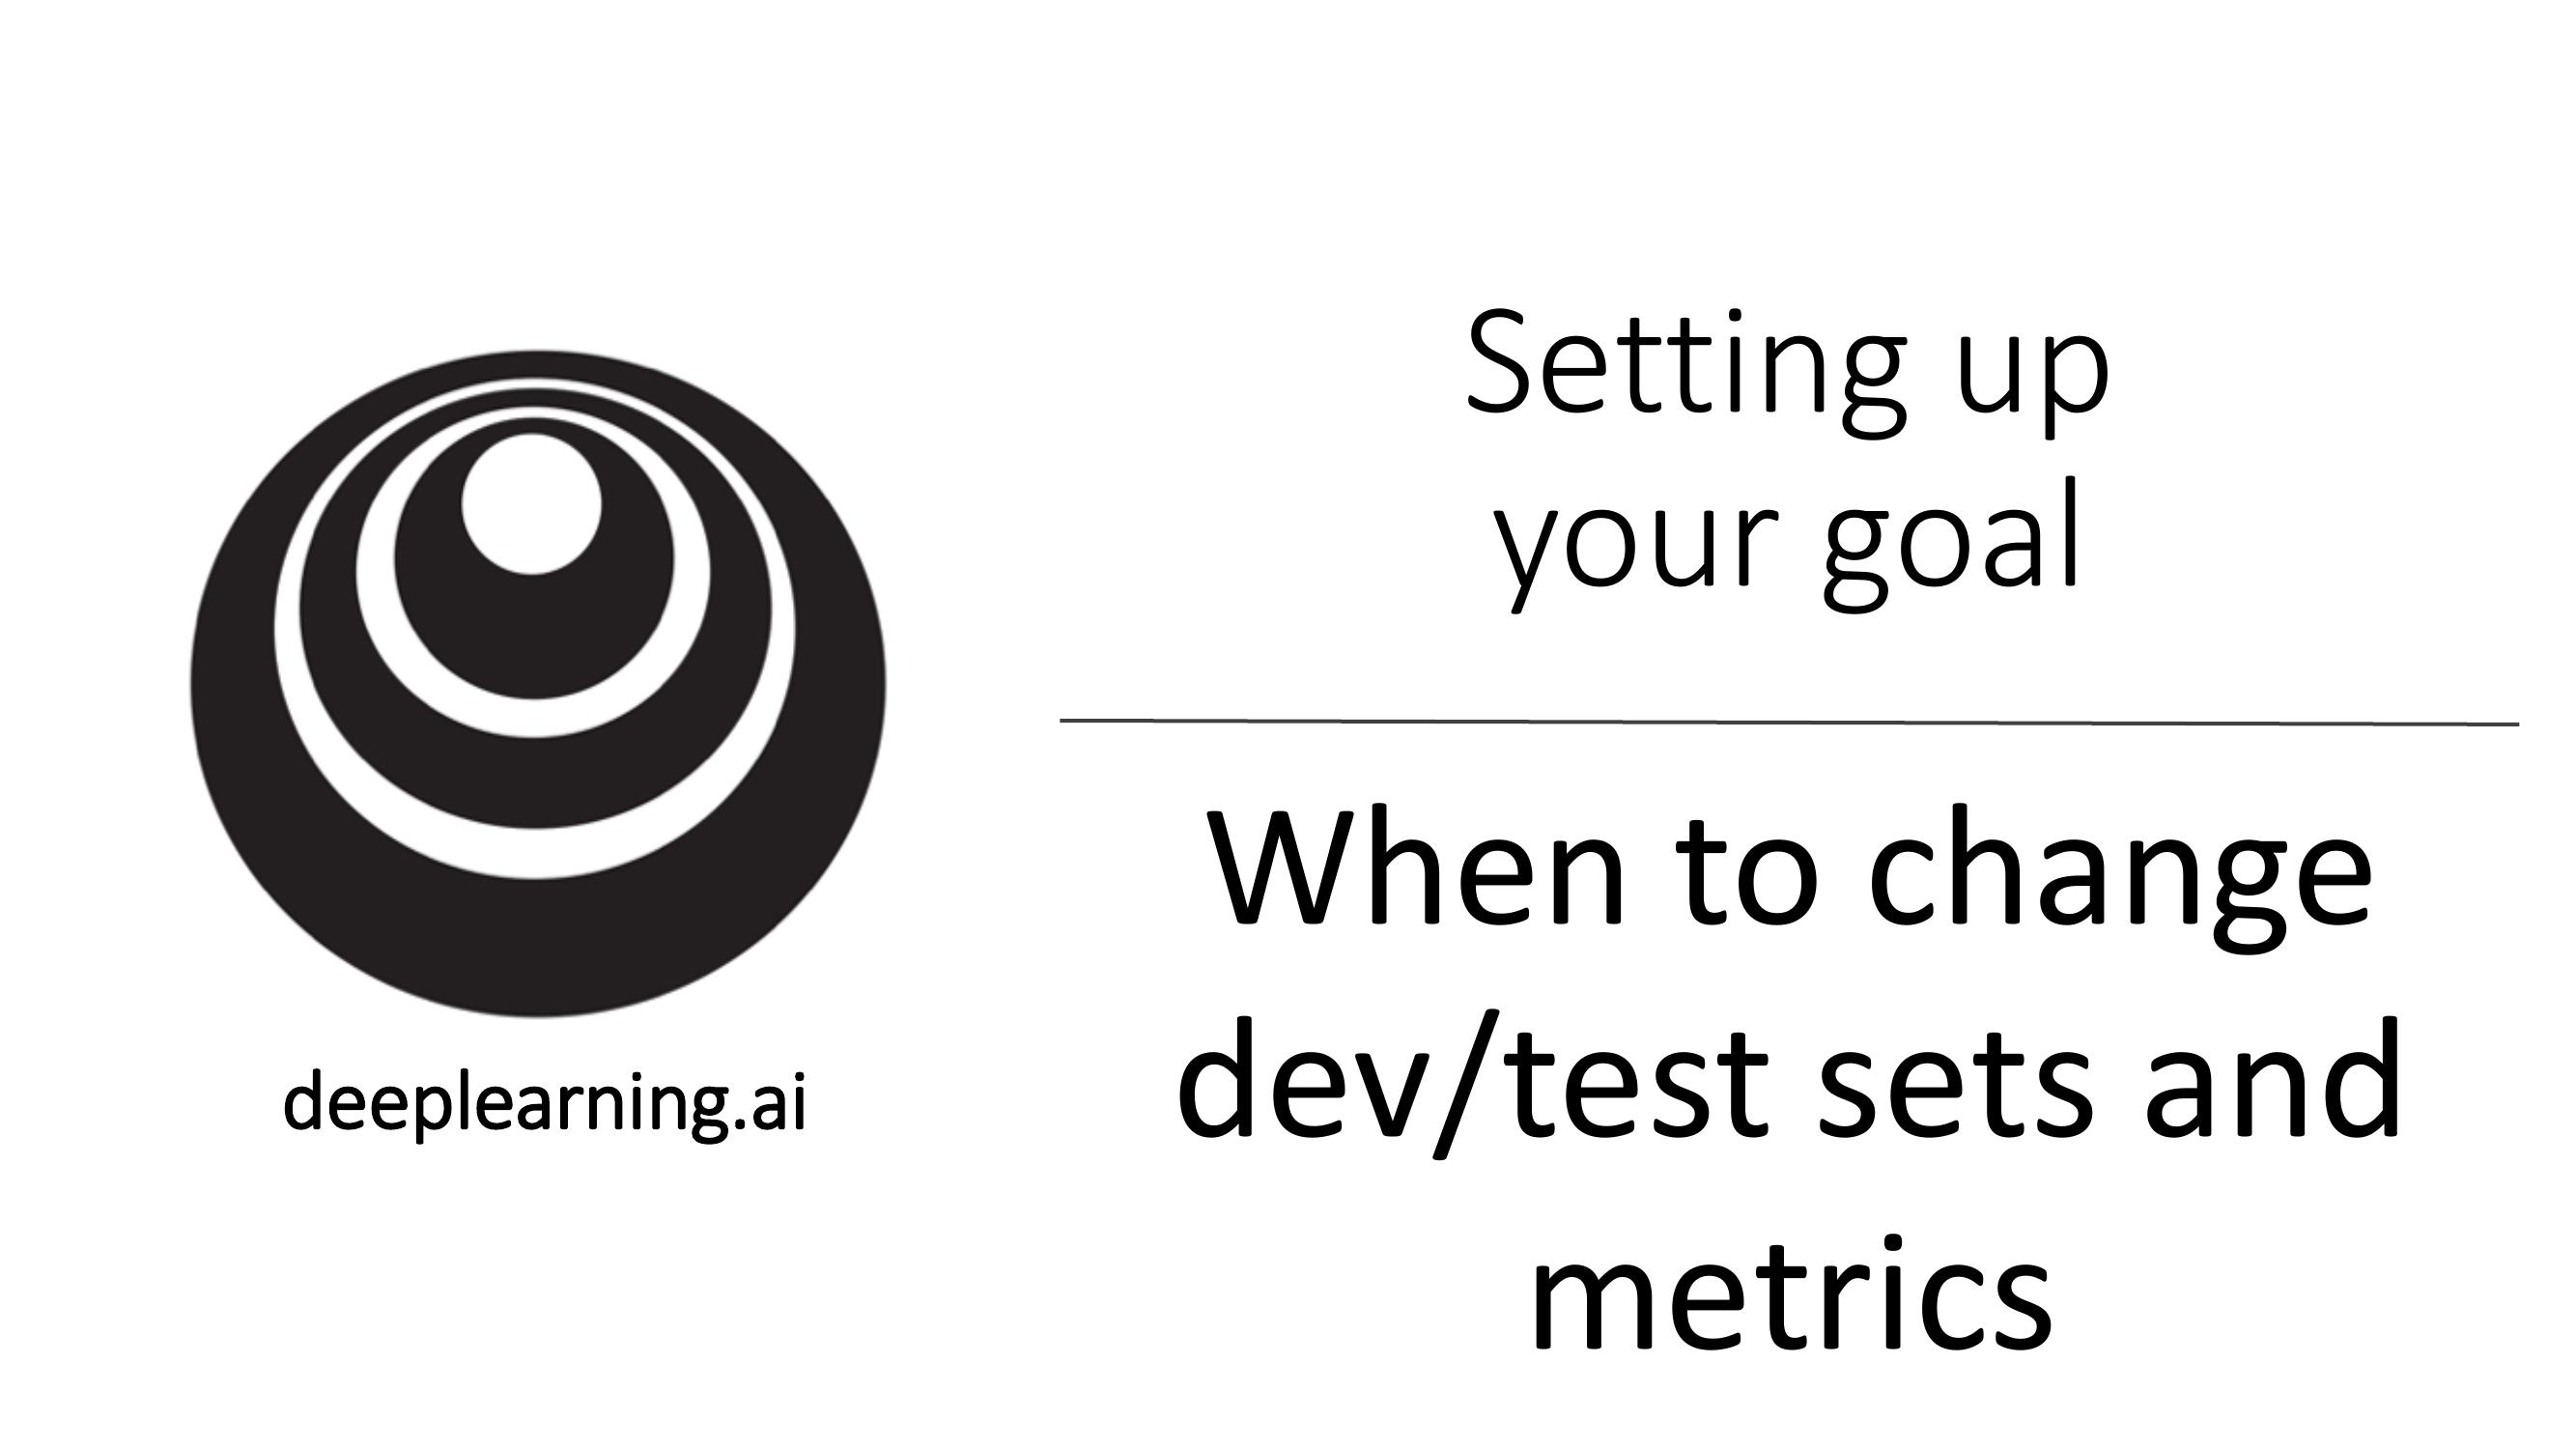 Setting up
your goal
When to change
dev/test sets and
metrics
deeplearning.ai